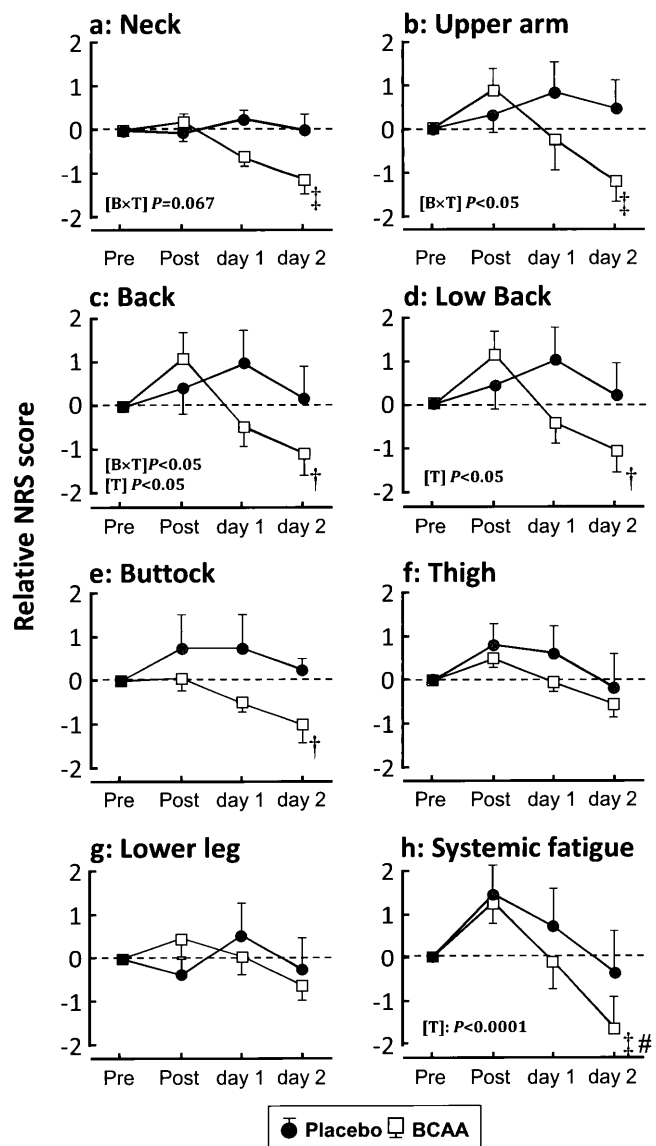 a: Neck
2
1
0
-1
-2
[B×T] P=0.067
‡
Pre Post day 1 day 2
b: Upper arm
2
1
0
-1
-2
[B×T] P<0.05
‡
Pre Post day 1 day 2
c: Back
2
1
0
-1
-2
[B×T]P<0.05
[T] P<0.05
†
Pre Post day 1 day 2
d: Low Back
2
1
0
-1
-2
[T] P<0.05
†
Pre Post day 1 day 2
Relative NRS score
e: Buttock
2
1
0
-1
-2
†
Pre Post day 1 day 2
f: Thigh
2
1
0
-1
-2
Pre Post day 1 day 2
g: Lower leg
2
1
0
-1
-2
Pre Post day 1 day 2
h: Systemic fatigue
2
1
0
-1
-2
[T]: P<0.0001
‡ #
Pre Post day 1 day 2
Placebo BCAA